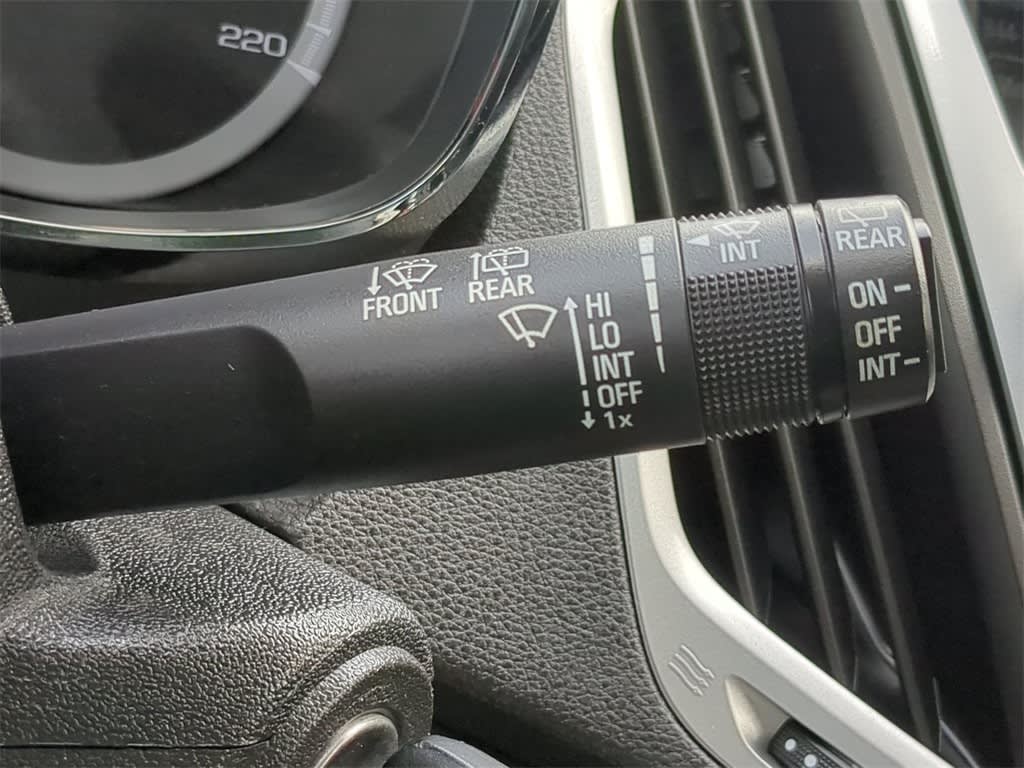 220
FRONT
REAR
HI
LO
INT
OFF
1x
INT
REAR
ON
OFF
INT